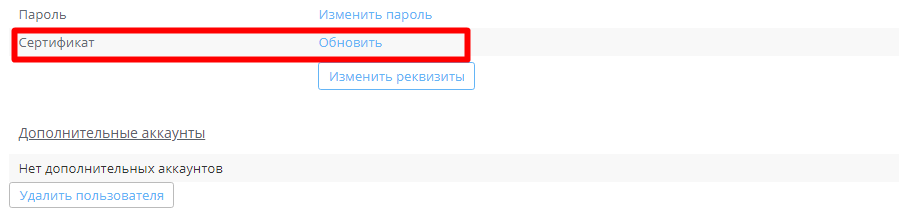 Пароль Изменить пароль
Сертификат Обновить
Изменить реквизиты
Дополнительные аккаунты
Нет дополнительных аккаунтов
Удалить пользователя